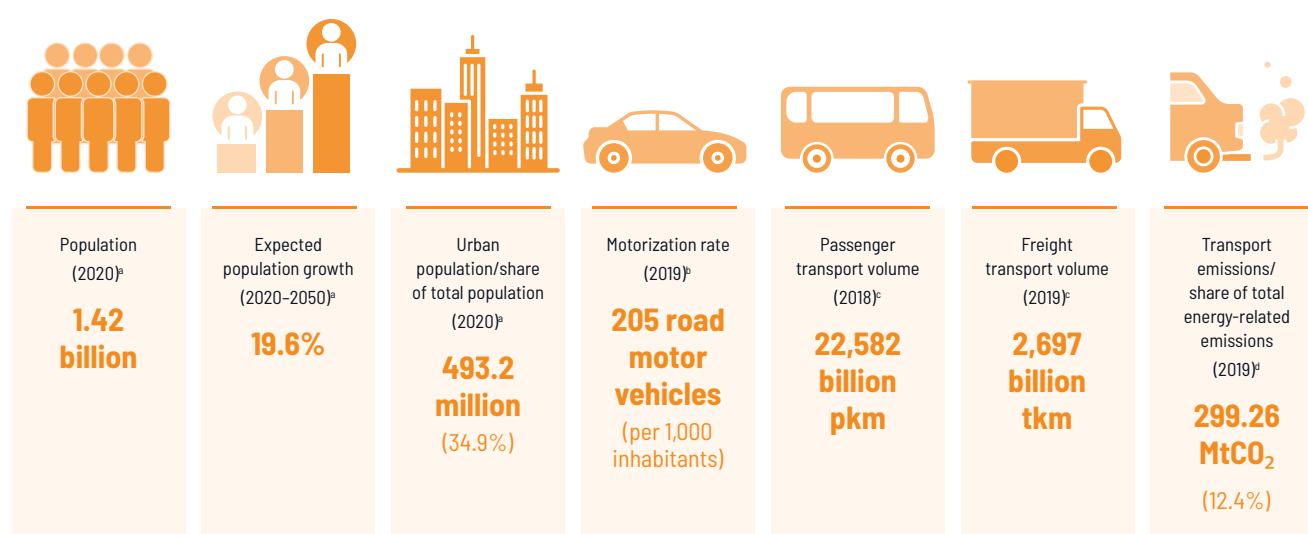 Population
(2020)ᵃ
1.42
billion
Expected
population growth
(2020–2050)ᵃ
19.6%
Urban
population/share
of total population
(2020)ᵃ
493.2
million
(34.9%)
Motorization rate
(2019)ᵇ
205 road
motor
vehicles
(per 1,000
inhabitants)
Passenger
transport volume
(2018)ᶜ
22,582
billion
pkm
Freight
transport volume
(2019)ᶜ
2,697
billion
tkm
Transport
emissions/
share of total
energy-related
emissions
(2019)ᵈ
299.26
MtCO₂
(12.4%)